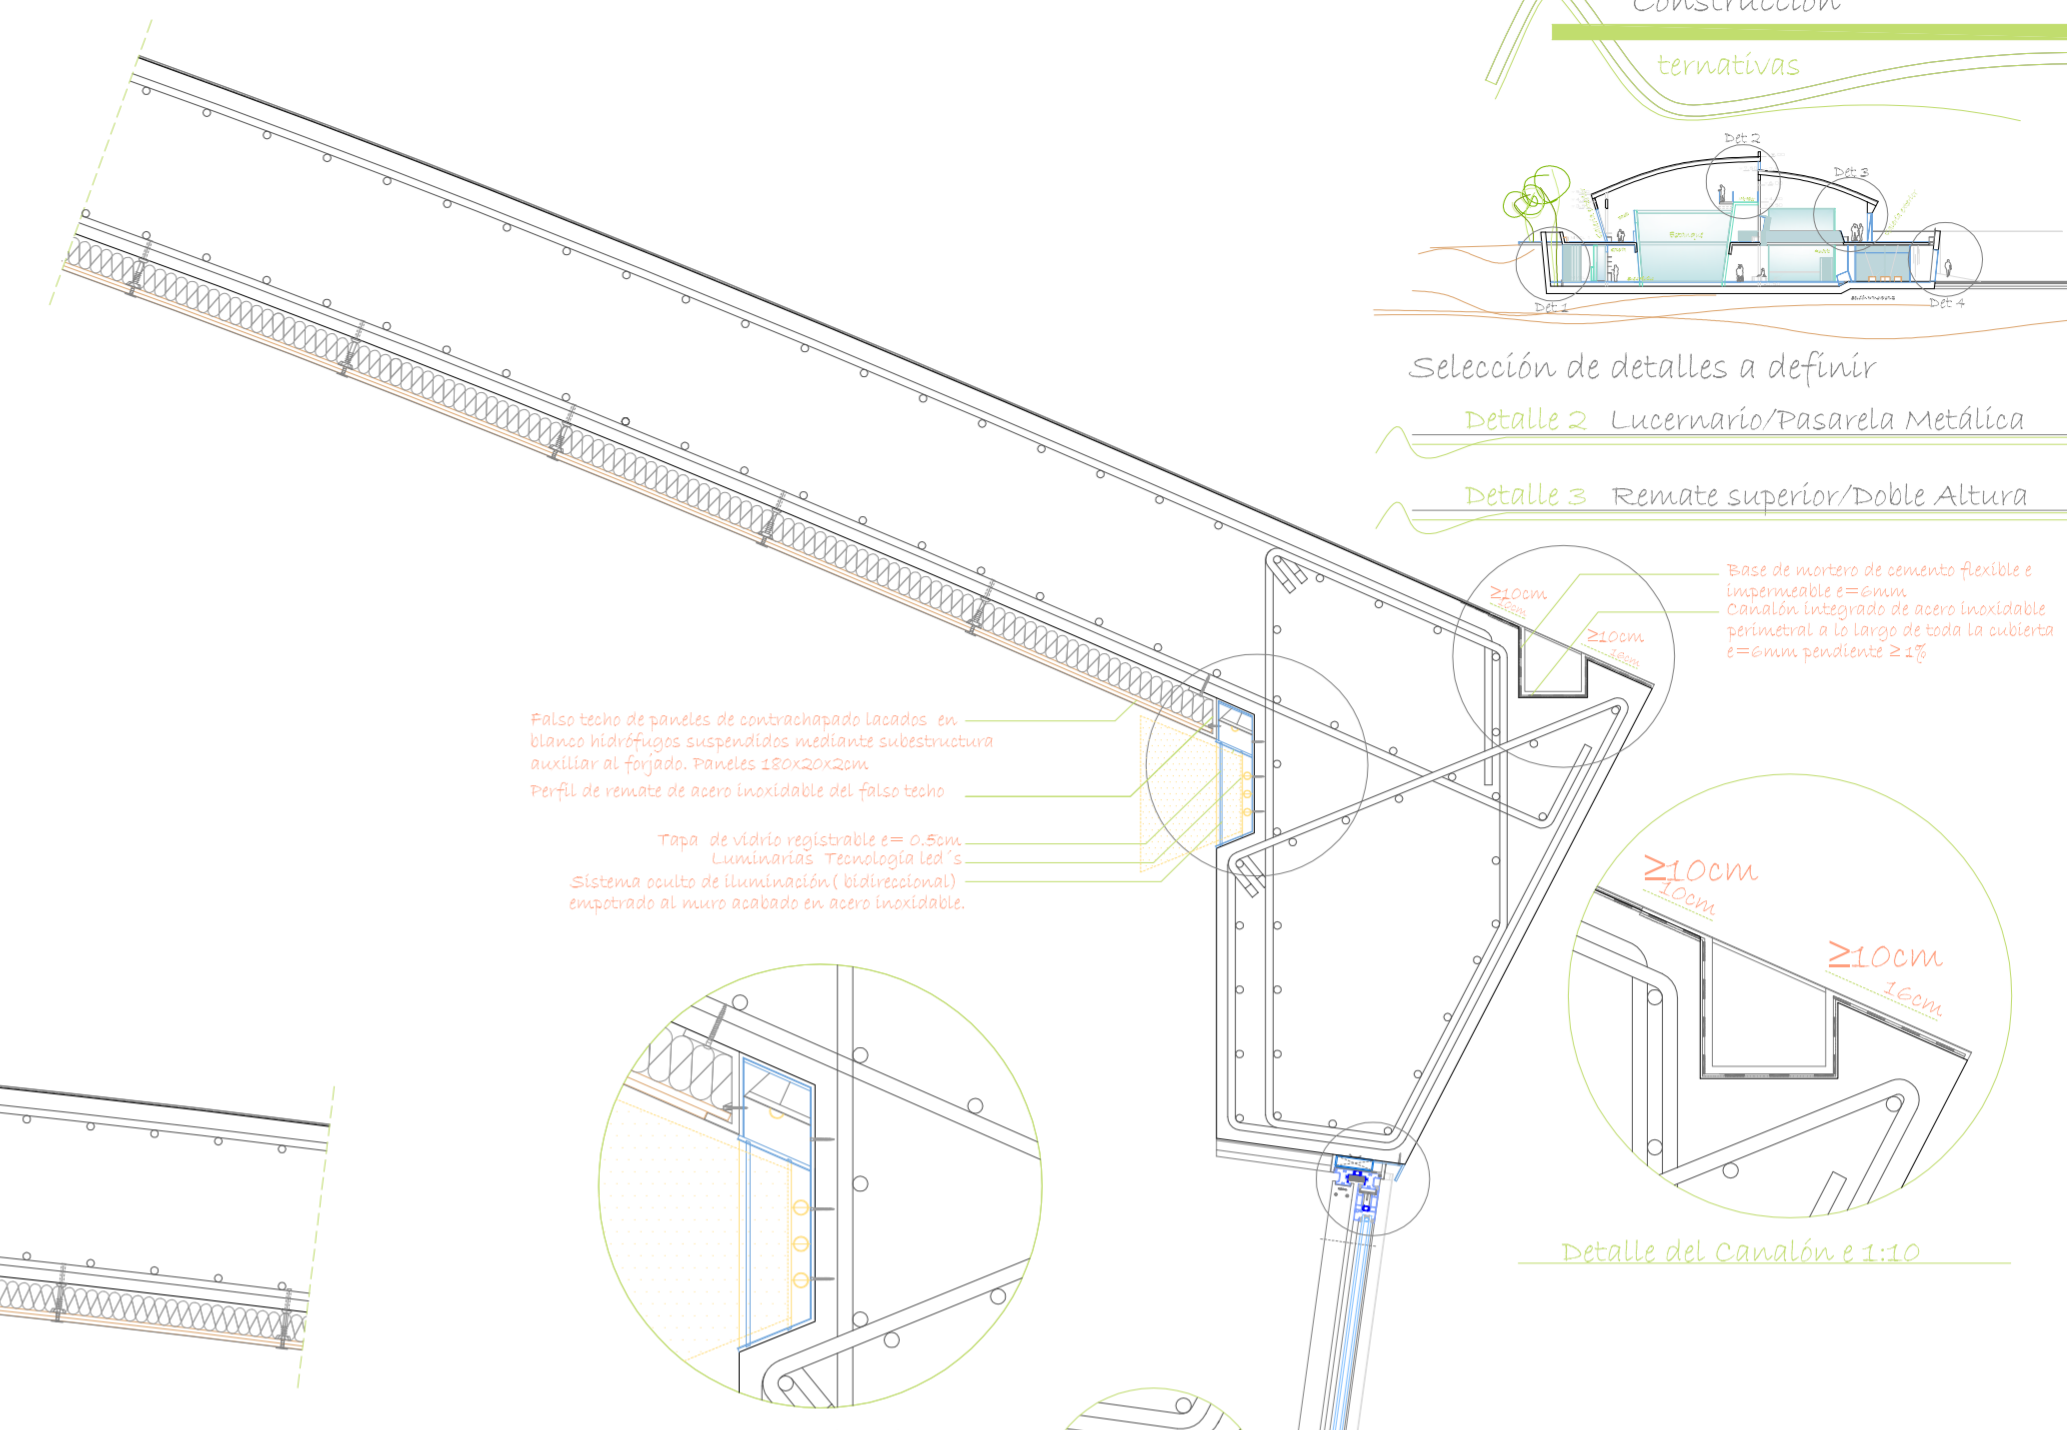 Construcción
ternativas
Det 2
Det 3
Det 1
Det 4
Selección de detalles a definir
Detalle 2 Lucernario/Pasarela Metálica
Detalle 3 Remate superior/Doble Altura
Base de mortero de cemento flexible e
impermeable e=6mm
Canalón integrado de acero inoxidable
perimetral a lo largo de toda la cubierta
e=6mm pendiente ≥ 1%
≥10cm
10cm
≥10cm
16cm
Falso techo de paneles de contrachapado lacados en
blanco hidrófugos suspendidos mediante subestructura
auxiliar al forjado. Paneles 180x20x2cm
Perfil de remate de acero inoxidable del falso techo
Tapa de vidrio registrable e= 0.5cm
Luminarias Tecnología led´s
Sistema oculto de iluminación ( bidireccional)
empotrado al muro acabado en acero inoxidable.
≥10cm
10cm
≥10cm
16cm
Detalle del Canalón e 1:10